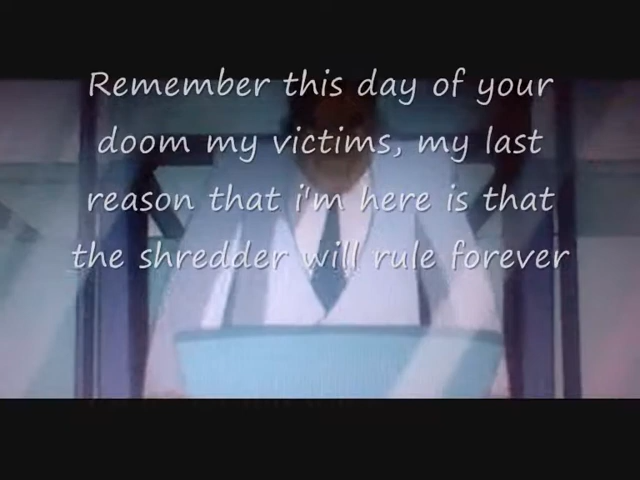 Remember this day of your
doom my victims, my last
reason that i'm here is that
the shredder will rule forever